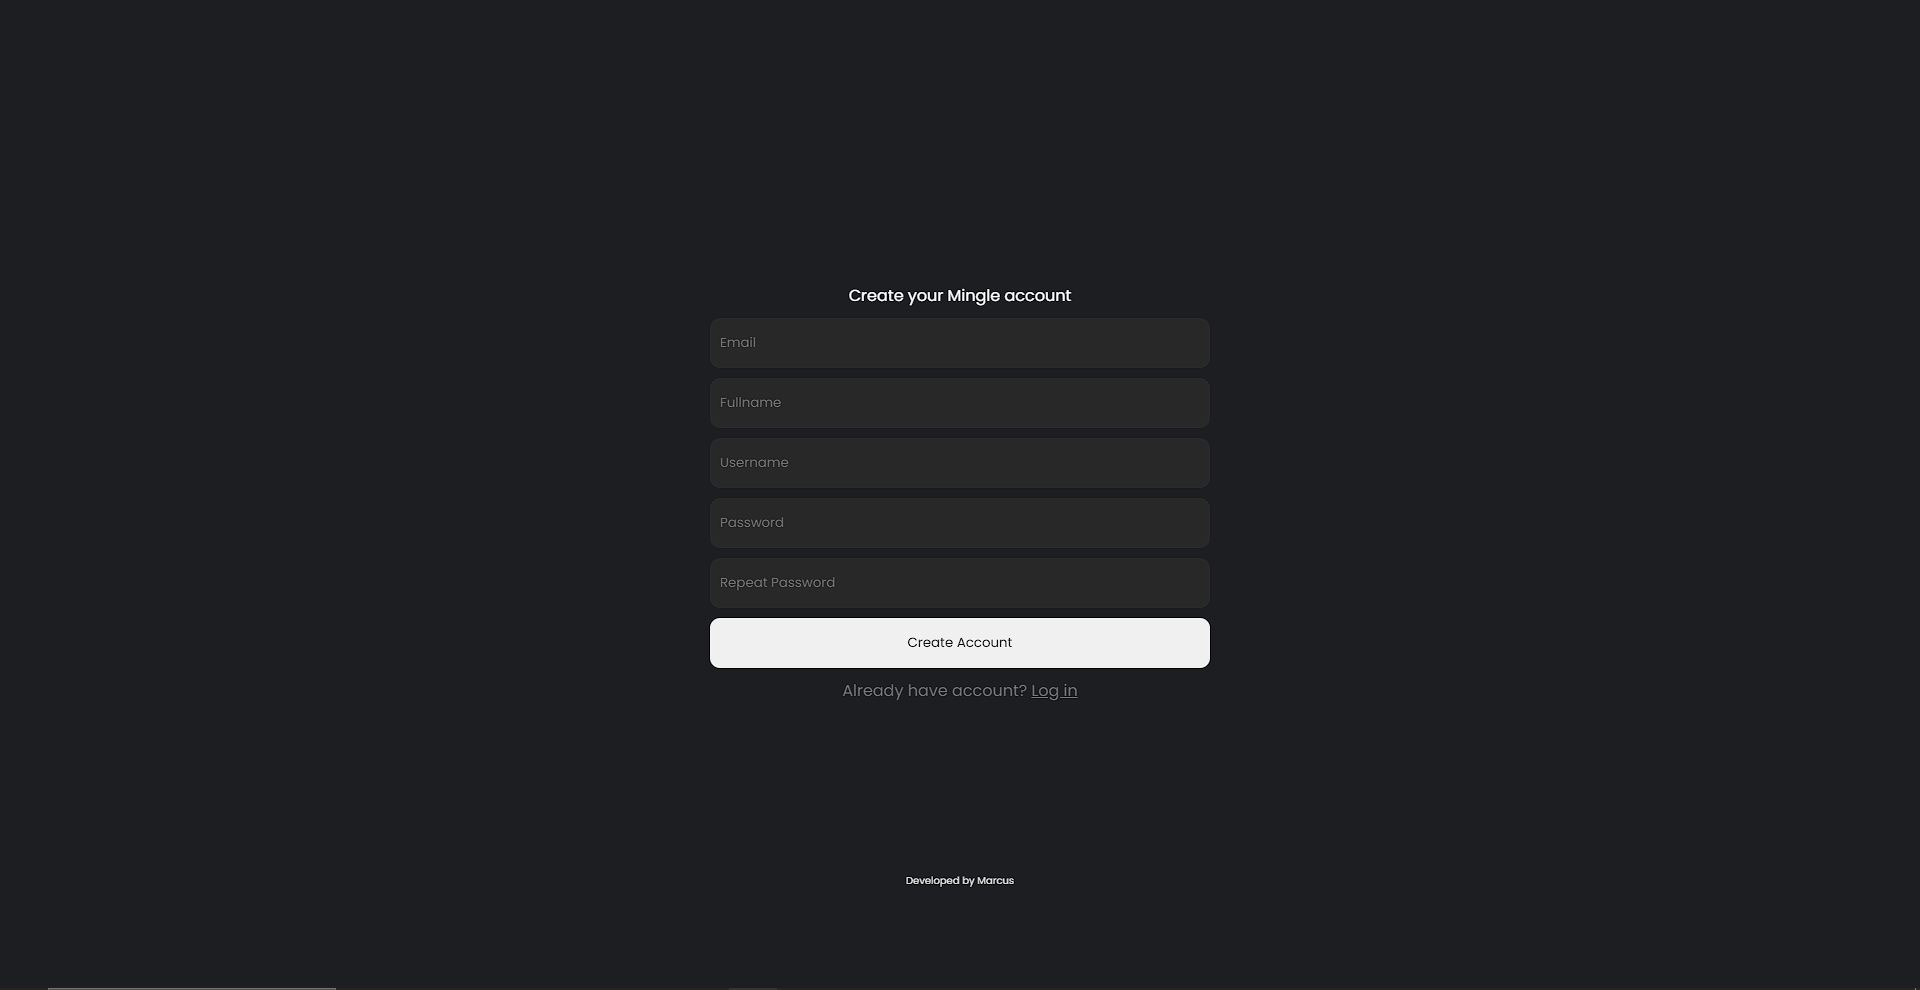 Create your Mingle account
Email
Fullname
Username
Password
Repeat Password
Create Account
Already have account? Log in
Developed by Marcus